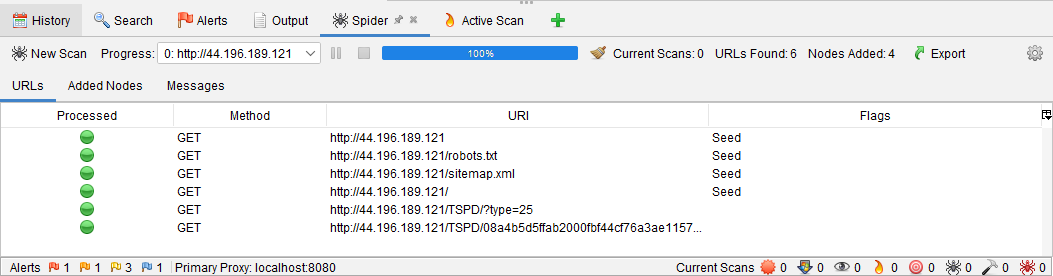 History Search Alerts Output Spider Active Scan
New Scan Progress: 0: http://44.196.189.121 100% Current Scans: 0 URLs Found: 6 Nodes Added: 4 Export
URLs Added Nodes Messages
Processed Method URI Flags
GET http://44.196.189.121 Seed
GET http://44.196.189.121/robots.txt Seed
GET http://44.196.189.121/sitemap.xml Seed
GET http://44.196.189.121/ Seed
GET http://44.196.189.121/TSPD/?type=25
GET http://44.196.189.121/TSPD/08a4b5d5ffab2000fbf44cf76a3ae1157...
Alerts 1 1 3 1 Primary Proxy: localhost:8080 Current Scans 0 0 0 0 0 0 0 0